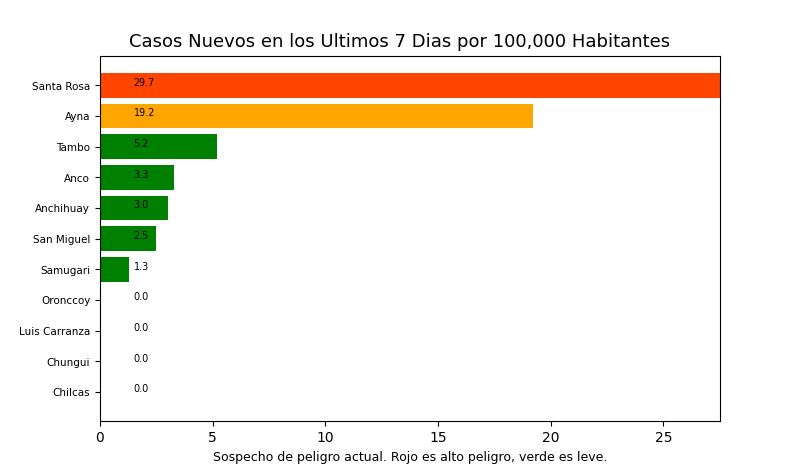 Casos Nuevos en los Ultimos 7 Dias por 100,000 Habitantes
Santa Rosa 29.7
Ayna 19.2
Tambo 5.2
Anco 3.3
Anchihuay 3.0
San Miguel 2.5
Samugari 1.3
Oronccoy 0.0
Luis Carranza 0.0
Chungui 0.0
Chilcas 0.0
0 5 10 15 20 25
Sospecho de peligro actual. Rojo es alto peligro, verde es leve.